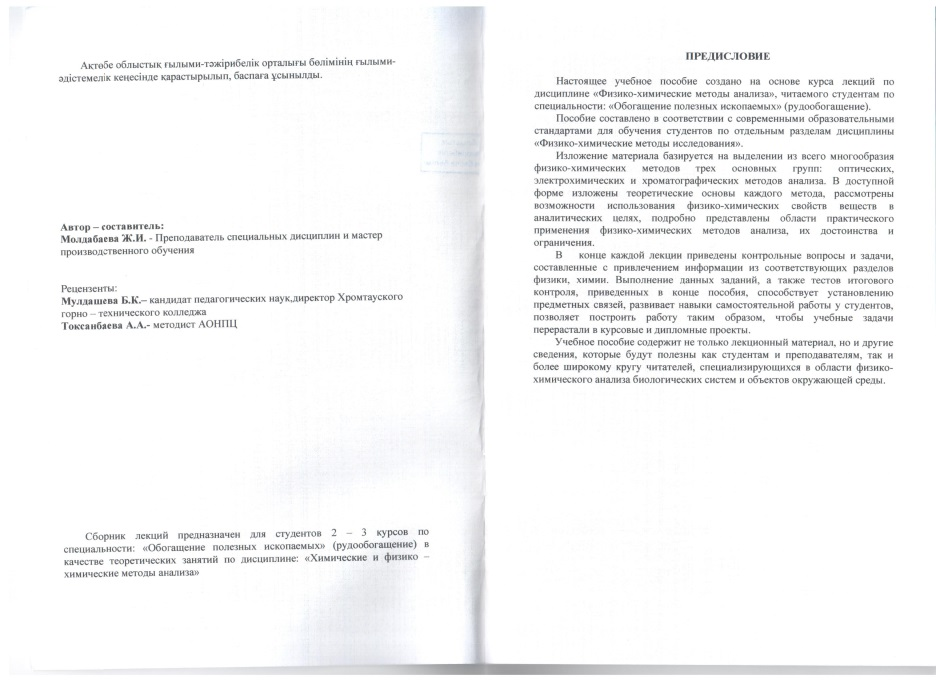 Ақтөбе облыстық ғылыми-тәжірибелік орталығы бөлімінің ғылыми-
әдістемелік кеңесінде қарастырылып, баспаға ұсынылды.
Автор – составитель:
Молдабаева Ж.И. - Преподаватель специальных дисциплин и мастер
производственного обучения
Рецензенты:
Мулдашева Б.К.– кандидат педагогических наук,директор Хромтауского
горно – технического колледжа
Токсанбаева А.А.- методист АОНПЦ
Сборник лекций предназначен для студентов 2 – 3 курсов по
специальности: «Обогащение полезных ископаемых» (рудообогащение) в
качестве теоретических занятий по дисциплине: «Химические и физико –
химические методы анализа»
ПРЕДИСЛОВИЕ
Настоящее учебное пособие создано на основе курса лекций по
дисциплине «Физико-химические методы анализа», читаемого студентам по
специальности: «Обогащение полезных ископаемых» (рудообогащение).
Пособие составлено в соответствии с современными образовательными
стандартами для обучения студентов по отдельным разделам дисциплины
«Физико-химические методы исследования».
Изложение материала базируется на выделении из всего многообразия
физико-химических методов трех основных групп: оптических,
электрохимических и хроматографических методов анализа. В доступной
форме изложены теоретические основы каждого метода, рассмотрены
возможности использования физико-химических свойств веществ в
аналитических целях, подробно представлены области практического
применения физико-химических методов анализа, их достоинства и
ограничения.
В конце каждой лекции приведены контрольные вопросы и задачи,
составленные с привлечением информации из соответствующих разделов
физики, химии. Выполнение данных заданий, а также тестов итогового
контроля, приведенных в конце пособия, способствует установлению
предметных связей, развивает навыки самостоятельной работы у студентов,
позволяет построить работу таким образом, чтобы учебные задачи
перерастали в курсовые и дипломные проекты.
Учебное пособие содержит не только лекционный материал, но и другие
сведения, которые будут полезны как студентам и преподавателям, так и
более широкому кругу читателей, специализирующихся в области физико-
химического анализа биологических систем и объектов окружающей среды.